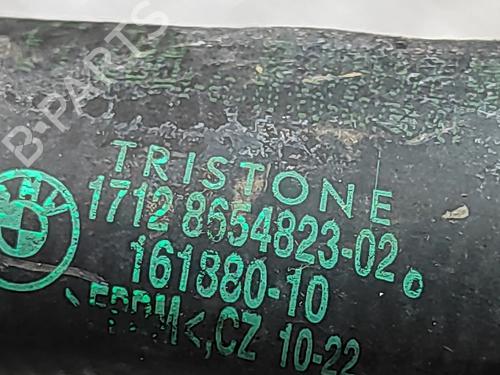 B-PARTS
TRISTONE
1712 8654823-02
161880-10
>EPDM<,CZ 10-22